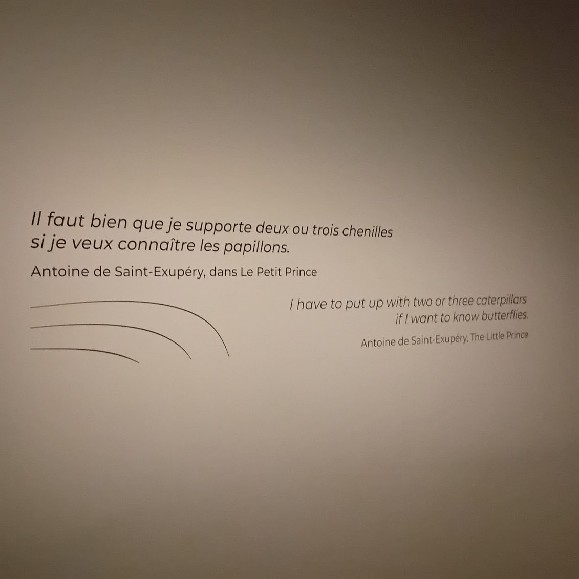 Il faut bien que je supporte deux ou trois chenilles
si je veux connaître les papillons.
Antoine de Saint-Exupéry, dans Le Petit Prince
I have to put up with two or three caterpillars
if I want to know butterflies.
Antoine de Saint-Exupéry, The Little Prince